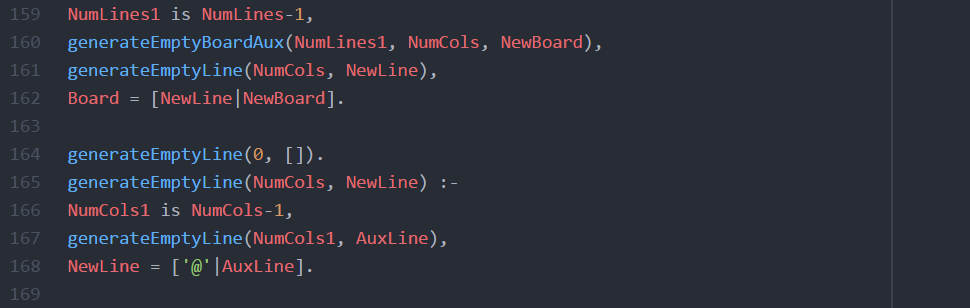 159 NumLines1 is NumLines-1,
160 generateEmptyBoardAux(NumLines1, NumCols, NewBoard),
161 generateEmptyLine(NumCols, NewLine),
162 Board = [NewLine|NewBoard].
163
164 generateEmptyLine(0, []).
165 generateEmptyLine(NumCols, NewLine) :-
166 NumCols1 is NumCols-1,
167 generateEmptyLine(NumCols1, AuxLine),
168 NewLine = ['@'|AuxLine].
169